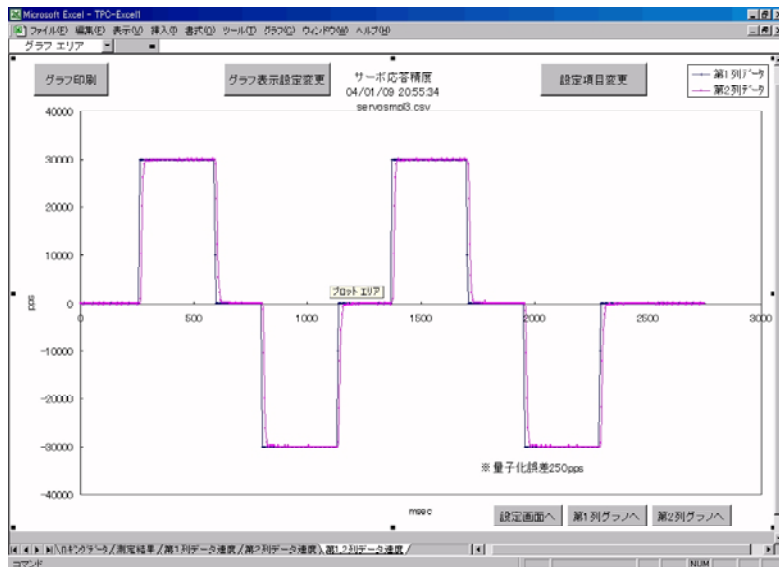 Microsoft Excel - TPC-Excel1
ファイル(F) 編集(E) 表示(V) 挿入(I) 書式(O) ツール(T) グラフ(C) ウィンドウ(W) ヘルプ(H)
グラフ エリア =
グラフ印刷
グラフ表示設定変更
サーボ応答精度
04/01/09 20:55:34
servosmpl3.csv
設定項目変更
第1列データ
第2列データ
40000
30000
20000
10000
0
-10000
-20000
-30000
-40000
pps
0 500 1000 1500 2000 2500 3000
プロット エリア
※量子化誤差250pps
msec
設定画面へ 第1列グラフへ 第2列グラフへ
ロギングデータ / 測定結果 / 第1列データ速度 / 第2列データ速度 \ 第1,2列データ速度 /
コマンド NUM